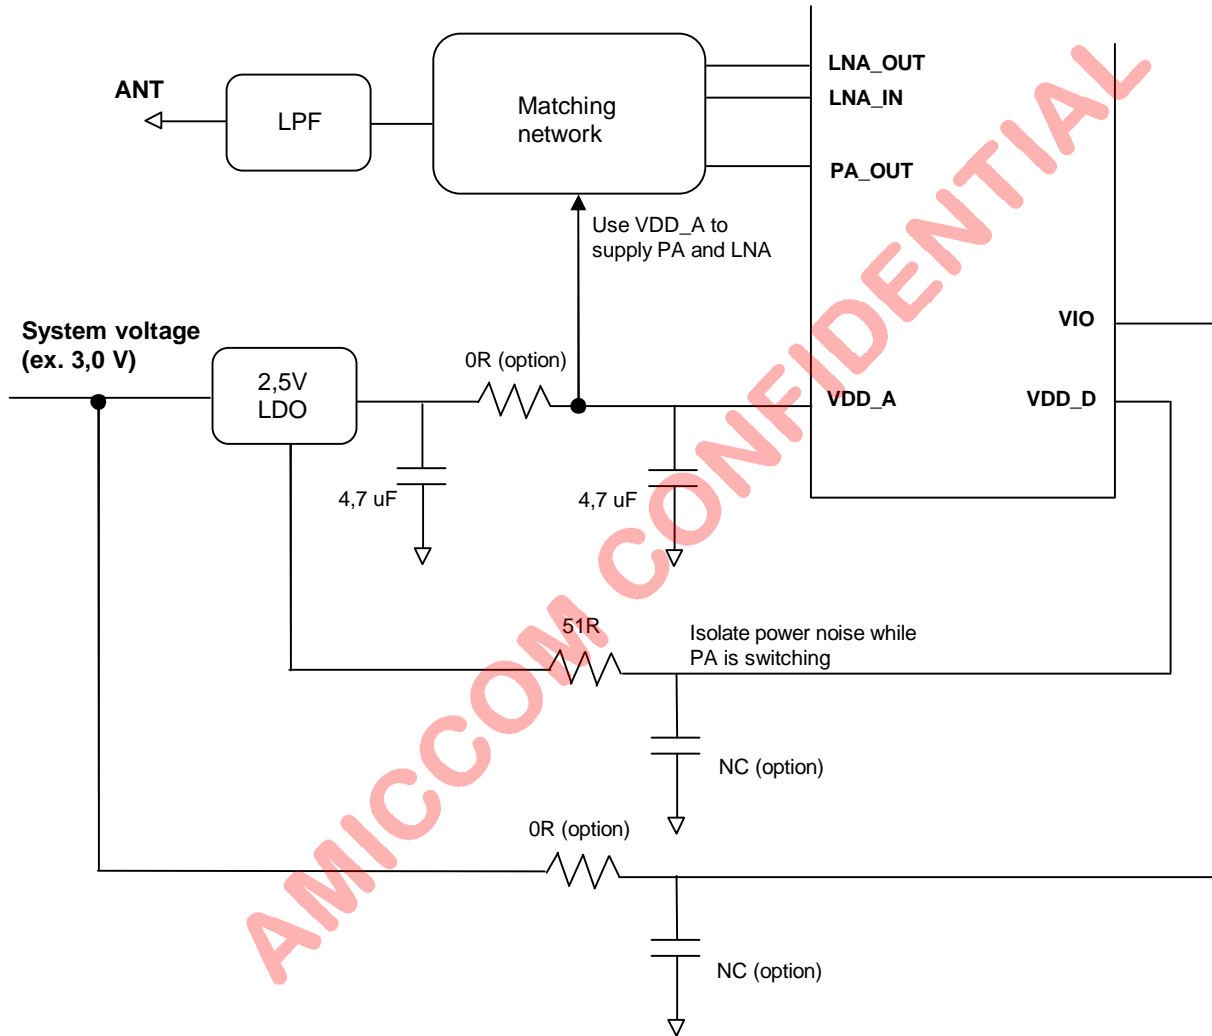 LNA_OUT
ANT
LNA_IN
LPF
Matching
network
PA_OUT
Use VDD_A to
supply PA and LNA
System voltage
(ex. 3,0 V)
VIO
0R (option)
2,5V
LDO
VDD_A
VDD_D
4,7 uF
4,7 uF
51R
Isolate power noise while
PA is switching
NC (option)
0R (option)
NC (option)
AMICCOM CONFIDENTIAL